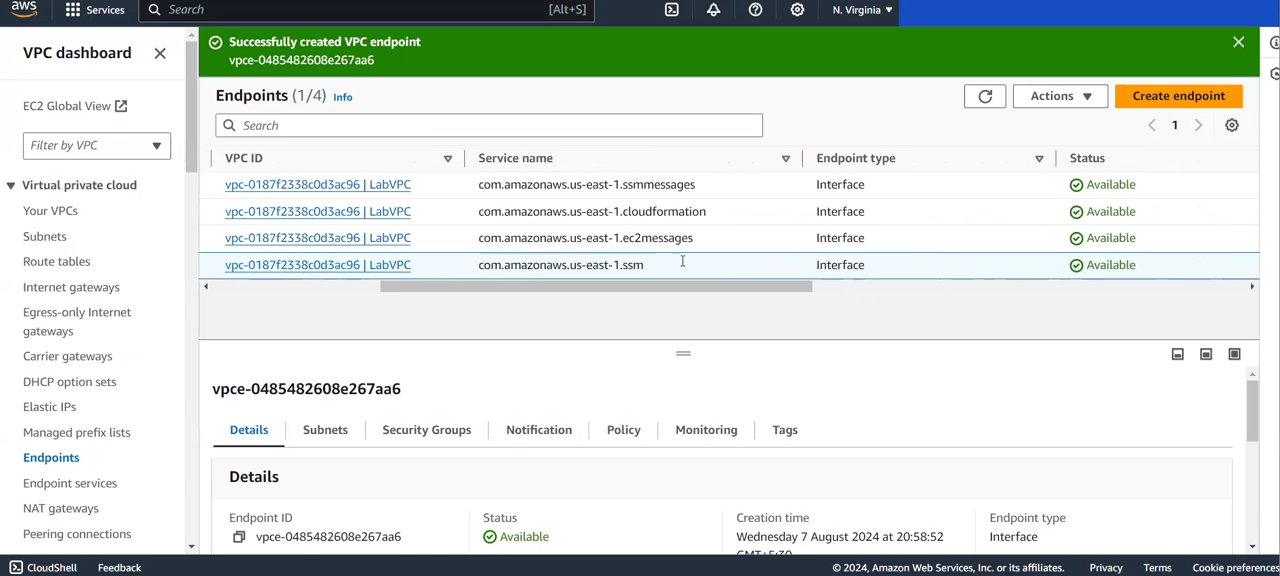 aws
Services
Search
[Alt+S]
N. Virginia
VPC dashboard
Successfully created VPC endpoint
vpce-0485482608e267aa6
EC2 Global View
Filter by VPC
Virtual private cloud
Your VPCs
Subnets
Route tables
Internet gateways
Egress-only Internet
gateways
Carrier gateways
DHCP option sets
Elastic IPs
Managed prefix lists
Endpoints
Endpoint services
NAT gateways
Peering connections
Endpoints (1/4) Info
Actions
Create endpoint
Search
1
VPC ID Service name Endpoint type Status
vpc-0187f2338c0d3ac96 | LabVPC com.amazonaws.us-east-1.ssmmessages Interface Available
vpc-0187f2338c0d3ac96 | LabVPC com.amazonaws.us-east-1.cloudformation Interface Available
vpc-0187f2338c0d3ac96 | LabVPC com.amazonaws.us-east-1.ec2messages Interface Available
vpc-0187f2338c0d3ac96 | LabVPC com.amazonaws.us-east-1.ssm Interface Available
vpce-0485482608e267aa6
Details Subnets Security Groups Notification Policy Monitoring Tags
Details
Endpoint ID
vpce-0485482608e267aa6
Status
Available
Creation time
Wednesday 7 August 2024 at 20:58:52
GMT+5:30
Endpoint type
Interface
CloudShell Feedback © 2024, Amazon Web Services, Inc. or its affiliates. Privacy Terms Cookie preferences